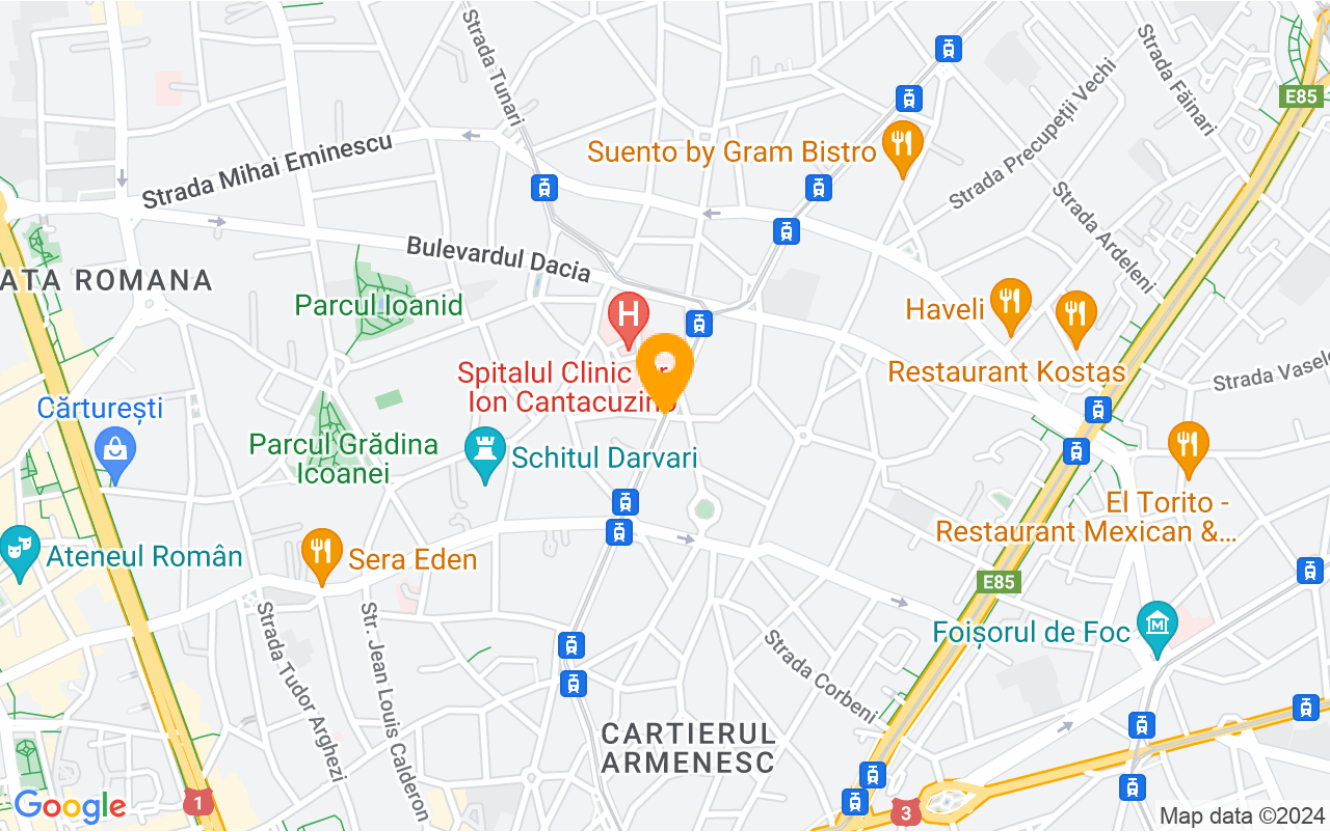 Strada Tunari
Strada Făinari
E85
Strada Precupeții Vechi
Suento by Gram Bistro
Strada Mihai Eminescu
Strada Ardeleni
Bulevardul Dacia
ATA ROMANA
Parcul Ioanid
H
Haveli
Restaurant Kostas
Strada Vasel
Spitalul Clinic
Ion Cantacuzino
Cărturești
Parcul Grădina
Icoanei
Schitul Darvari
El Torito -
Restaurant Mexican &...
Ateneul Român
Sera Eden
E85
Foișorul de Foc
M
Strada Tudor Arghezi
Str. Jean Louis Calderon
Strada Corbeni
CARTIERUL
ARMENESC
Google
1
3
Map data ©2024